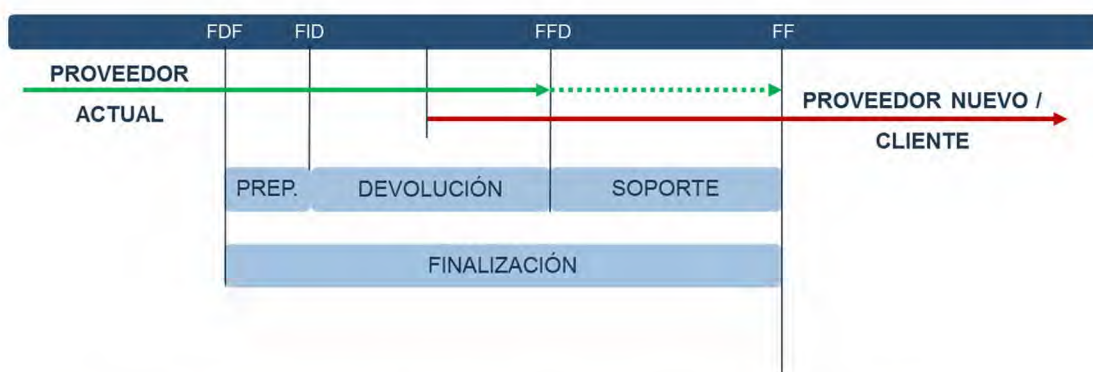 FDF FID FFD FF
PROVEEDOR
ACTUAL
PROVEEDOR NUEVO /
CLIENTE
PREP. DEVOLUCIÓN SOPORTE
FINALIZACIÓN